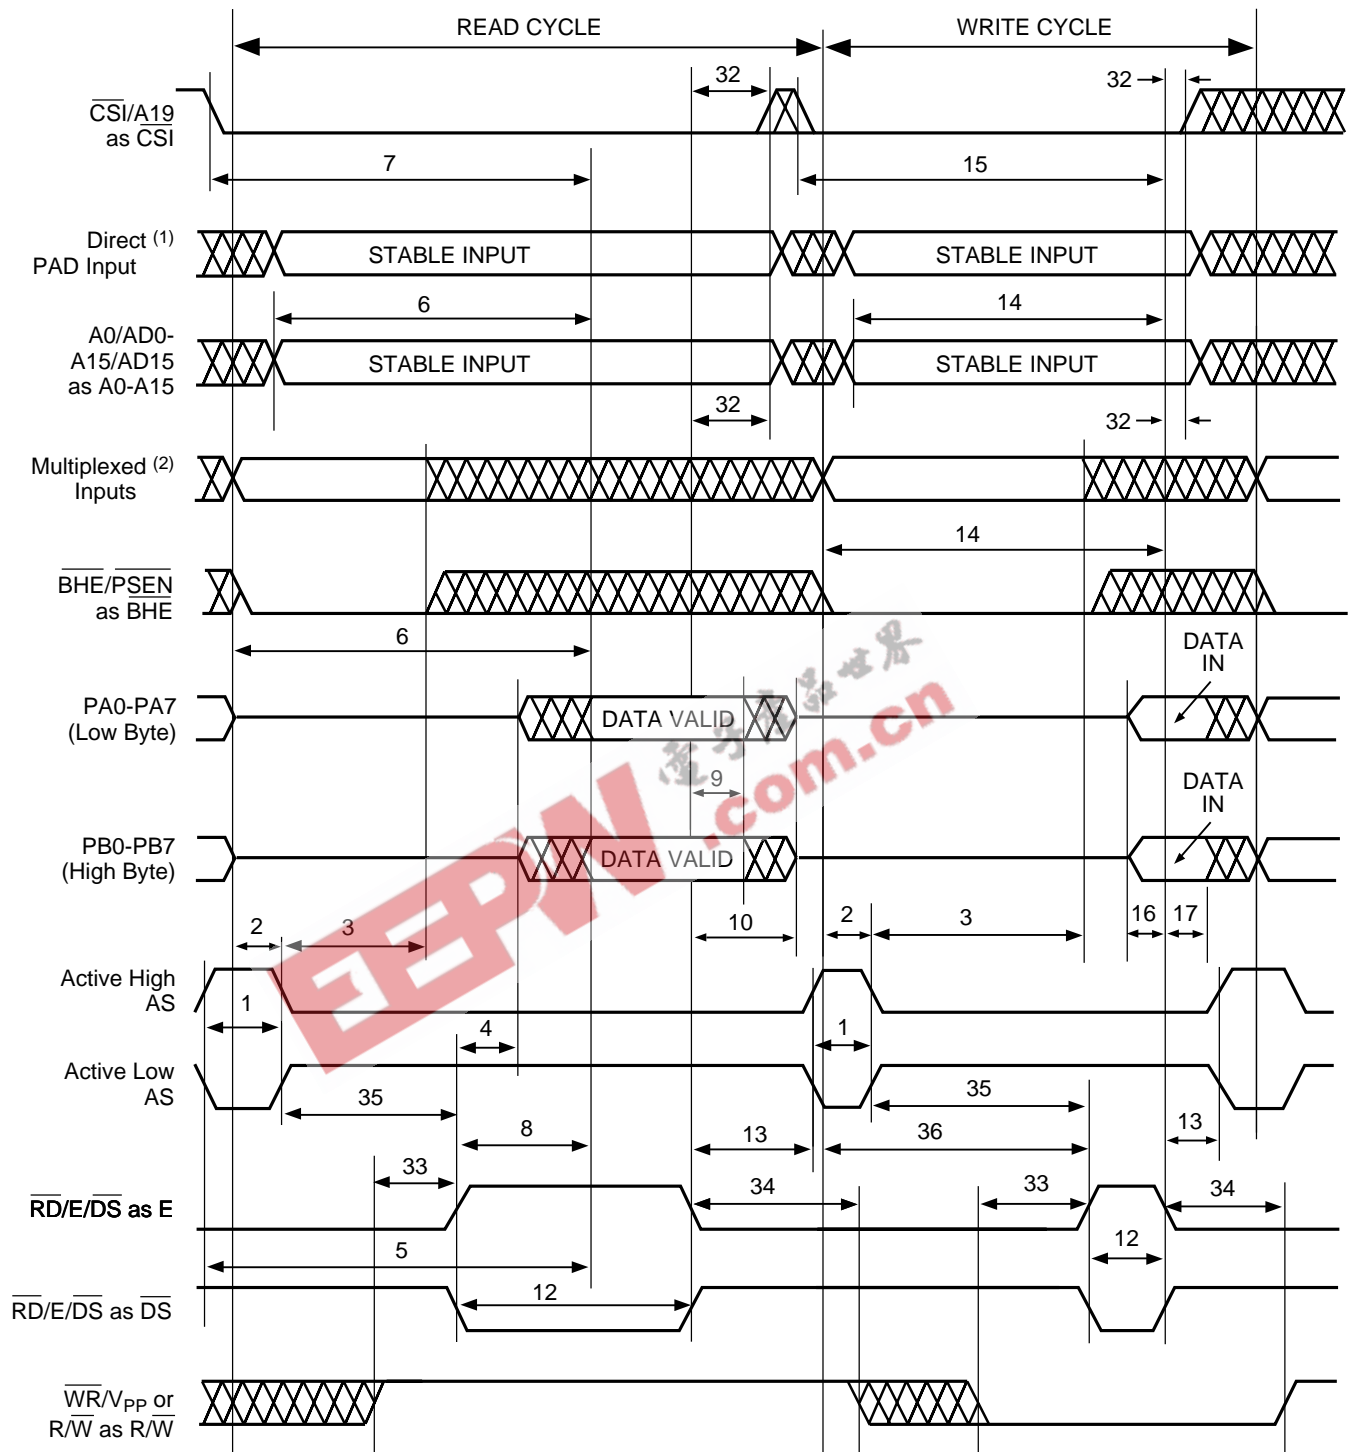 READ CYCLE
WRITE CYCLE
32
32
CSI/A19
as CSI
7
15
Direct (1)
PAD Input
STABLE INPUT
STABLE INPUT
6
14
A0/AD0-
A15/AD15
as A0-A15
STABLE INPUT
STABLE INPUT
32
32
Multiplexed (2)
Inputs
14
BHE/PSEN
as BHE
6
DATA
IN
PA0-PA7
(Low Byte)
DATA VALID
9
DATA
IN
PB0-PB7
(High Byte)
DATA VALID
EEPW
.com.cn
2
3
10
2
3
16
17
Active High
AS
1
4
1
Active Low
AS
35
35
8
13
36
13
33
34
33
34
RD/E/DS as E
5
12
12
RD/E/DS as DS
WR/VPP or
R/W as R/W